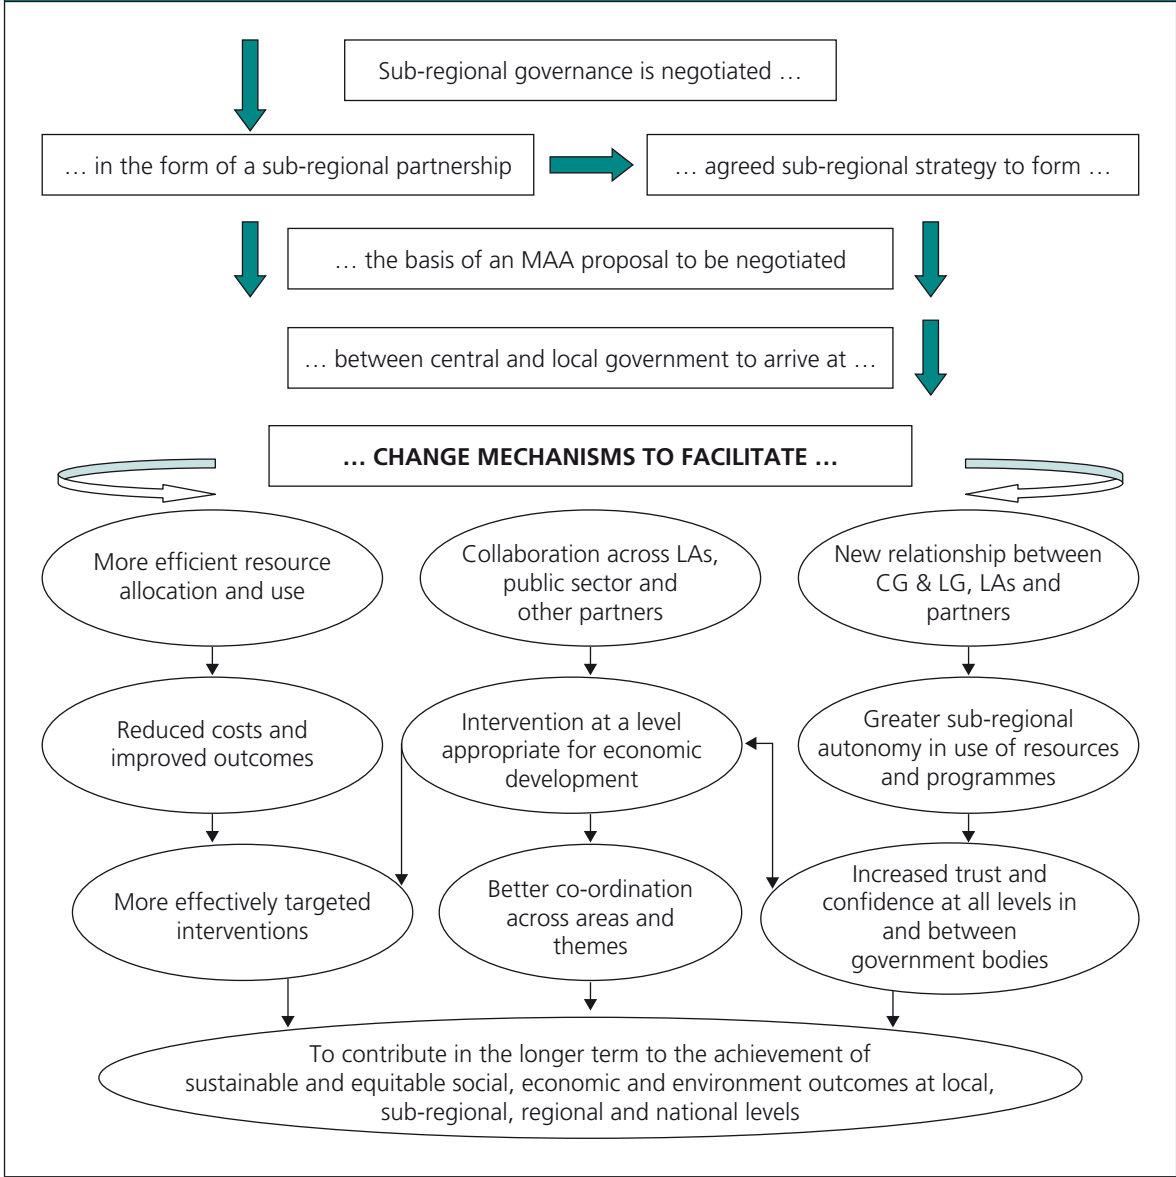 Sub-regional governance is negotiated …
… in the form of a sub-regional partnership
… agreed sub-regional strategy to form …
… the basis of an MAA proposal to be negotiated
… between central and local government to arrive at …
… CHANGE MECHANISMS TO FACILITATE …
More efficient resource
allocation and use
Collaboration across LAs,
public sector and
other partners
New relationship between
CG & LG, LAs and
partners
Reduced costs and
improved outcomes
Intervention at a level
appropriate for economic
development
Greater sub-regional
autonomy in use of resources
and programmes
More effectively targeted
interventions
Better co-ordination
across areas and
themes
Increased trust and
confidence at all levels in
and between
government bodies
To contribute in the longer term to the achievement of
sustainable and equitable social, economic and environment outcomes at local,
sub-regional, regional and national levels